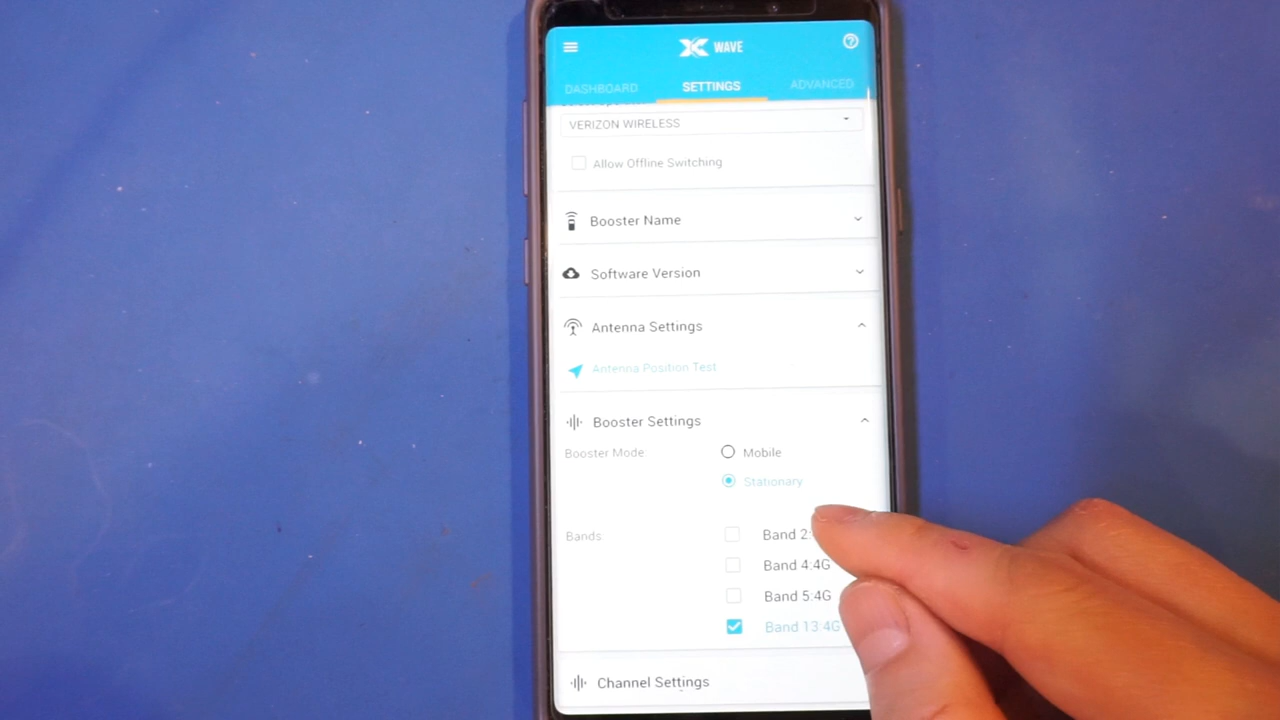 WAVE
DASHBOARD SETTINGS ADVANCED
VERIZON WIRELESS
Allow Offline Switching
Booster Name
Software Version
Antenna Settings
Antenna Position Test
Booster Settings
Booster Mode Mobile
Stationary
Bands Band 2:
Band 4:4G
Band 5:4G
Band 13:4G
Channel Settings